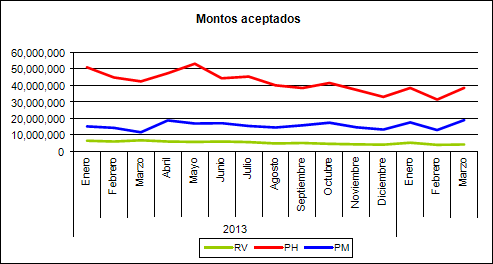 Montos aceptados
60,000,000
50,000,000
40,000,000
30,000,000
20,000,000
10,000,000
0
Enero
Febrero
Marzo
Abril
Mayo
Junio
Julio
Agosto
Septiembre
Octubre
Noviembre
Diciembre
Enero
Febrero
Marzo
2013
RV PH PM